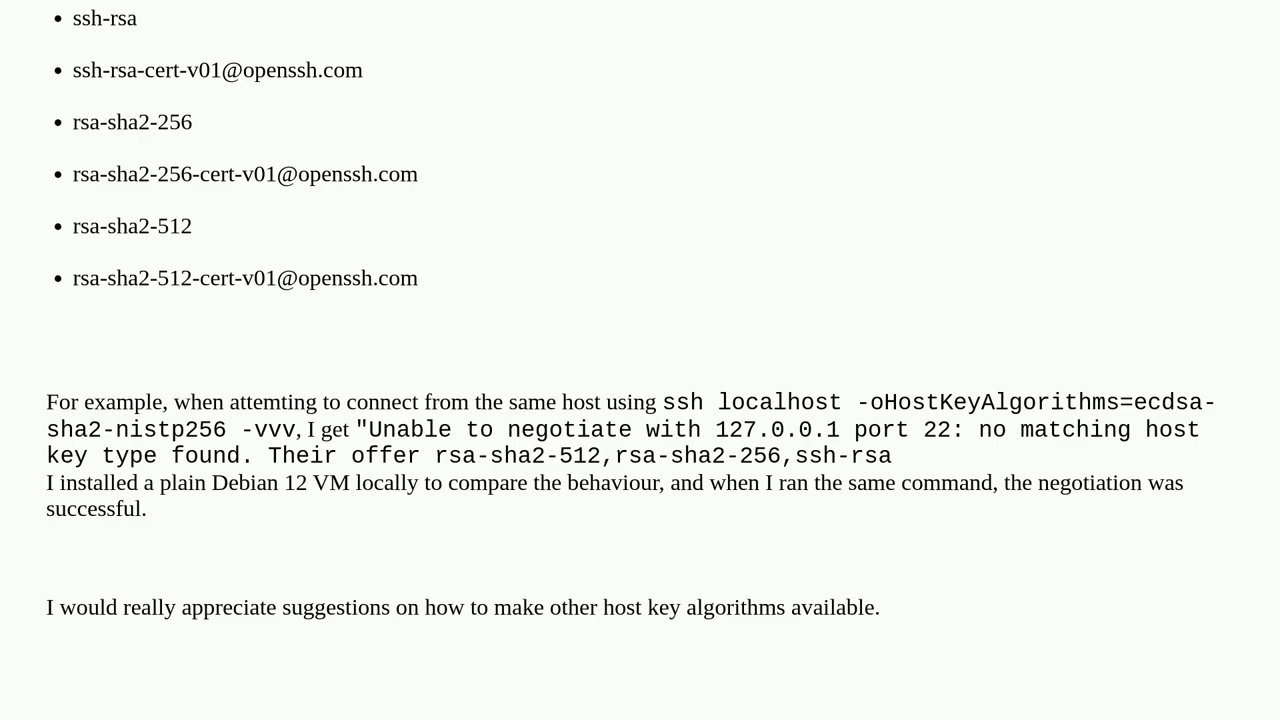 • ssh-rsa
• ssh-rsa-cert-v01@openssh.com
• rsa-sha2-256
• rsa-sha2-256-cert-v01@openssh.com
• rsa-sha2-512
• rsa-sha2-512-cert-v01@openssh.com
For example, when attemting to connect from the same host using ssh localhost -oHostKeyAlgorithms=ecdsa-
sha2-nistp256 -vvv, I get "Unable to negotiate with 127.0.0.1 port 22: no matching host
key type found. Their offer rsa-sha2-512,rsa-sha2-256,ssh-rsa
I installed a plain Debian 12 VM locally to compare the behaviour, and when I ran the same command, the negotiation was
successful.
I would really appreciate suggestions on how to make other host key algorithms available.